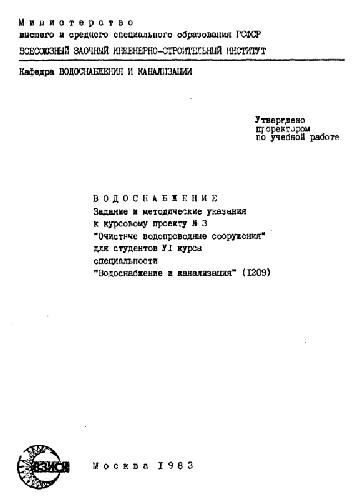 Министерство
высшего и среднего специального образования РСФСР
ВСЕСОЮЗНЫЙ ЗАОЧНЫЙ ИНЖЕНЕРНО-СТРОИТЕЛЬНЫЙ ИНСТИТУТ
Кафедра ВОДОСНАБЖЕНИЯ И КАНАЛИЗАЦИИ
Утверждено
проректором
по учебной работе
ВОДОСНАБЖЕНИЕ
Задание и методические указания
к курсовому проекту № 3
"Очистные водопроводные сооружения"
для студентов УІ курса
специальности
"Водоснабжение и канализация" (1209)
ВЗИСИ
Москва 1983